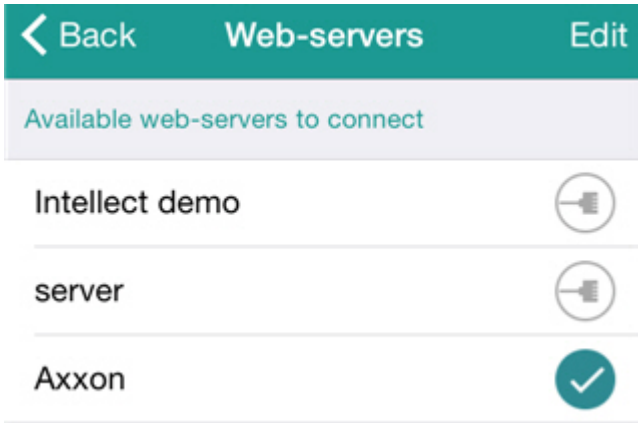 Back Web-servers Edit
Available web-servers to connect
Intellect demo
server
Axxon